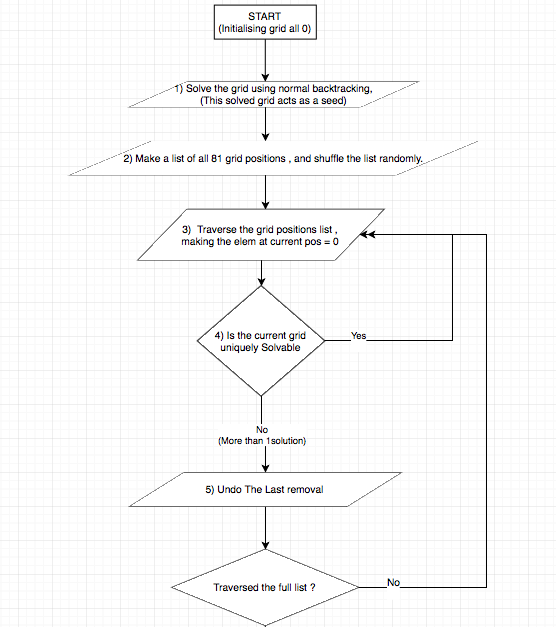 START
(Initialising grid all 0)
1) Solve the grid using normal backtracking,
(This solved grid acts as a seed)
2) Make a list of all 81 grid positions , and shuffle the list randomly.
3) Traverse the grid positions list ,
making the elem at current pos = 0
4) Is the current grid
uniquely Solvable
Yes
No
(More than 1solution)
5) Undo The Last removal
Traversed the full list ?
No